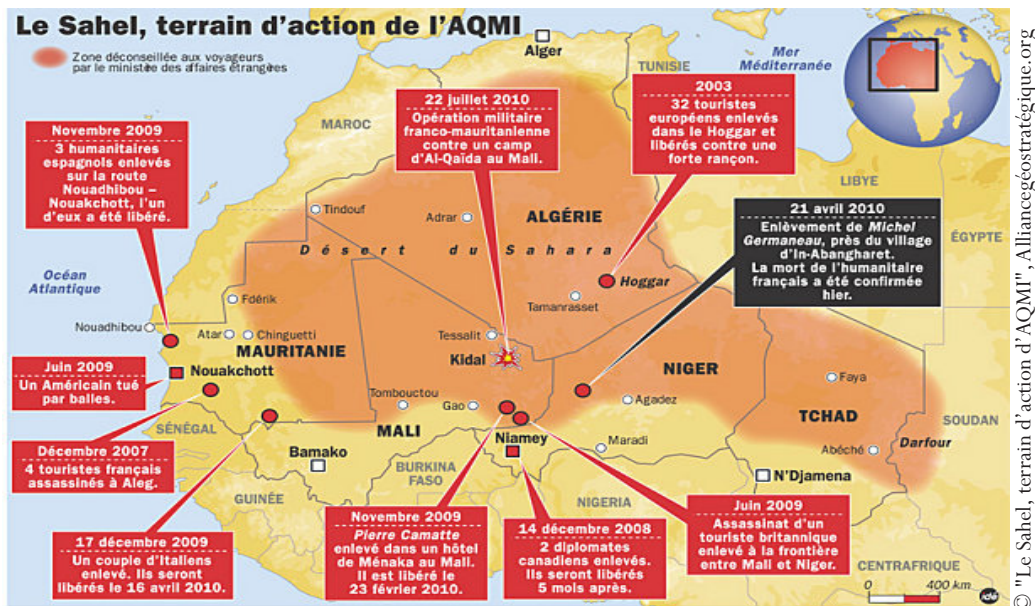 Le Sahel, terrain d'action de l'AQMI
Zone déconseillée aux voyageurs
par le ministère des affaires étrangères
Alger
Mer
Méditerranée
TUNISIE
MAROC
LIBYE
ÉGYPTE
Océan
Atlantique
Novembre 2009
3 humanitaires
espagnols enlevés
sur la route
Nouadhibou –
Nouakchott, l'un
d'eux a été libéré.
22 juillet 2010
Opération militaire
franco-mauritanienne
contre un camp
d'Al-Qaïda au Mali.
2003
32 touristes
européens enlevés
dans le Hoggar et
libérés contre une
forte rançon.
21 avril 2010
Enlèvement de Michel
Germaneau, près du village
d'In-Abangharet.
La mort de l'humanitaire
français a été confirmée
hier.
Tindouf
Adrar
ALGÉRIE
Désert du Sahara
Hoggar
Tamanrasset
Fdérik
Nouadhibou
Atar
Chinguetti
MAURITANIE
Tessalit
Kidal
NIGER
Nouakchott
Juin 2009
Un Américain tué
par balles.
Tombouctou
Gao
Agadez
Faya
TCHAD
SOUDAN
SÉNÉGAL
MALI
Niamey
Maradi
Abéché
Darfour
Décembre 2007
4 touristes français
assassinés à Aleg.
Bamako
BURKINA
FASO
N'Djamena
GUINÉE
NIGERIA
17 décembre 2009
Un couple d'Italiens
enlevé. Ils seront
libérés le 16 avril 2010.
Novembre 2009
Pierre Camatte
enlevé dans un hôtel
de Ménaka au Mali.
Il est libéré le
23 février 2010.
14 décembre 2008
2 diplomates
canadiens enlevés.
Ils seront libérés
5 mois après.
Juin 2009
Assassinat d'un
touriste britannique
enlevé à la frontière
entre Mali et Niger.
CENTRAFRIQUE
0 400 km
idé
© "Le Sahel, terrain d'action d'AQMI", Alliancegéostratégique.org